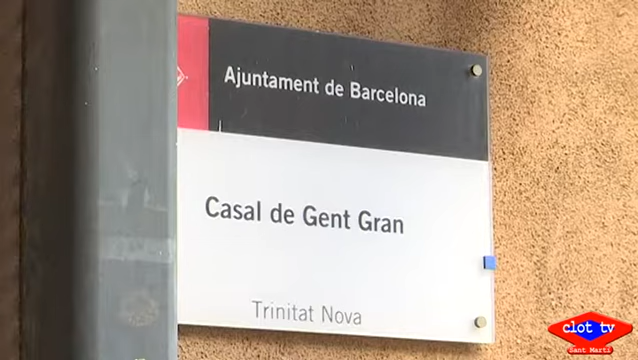 Ajuntament de Barcelona
Casal de Gent Gran
Trinitat Nova
clot tv
Sant Martí